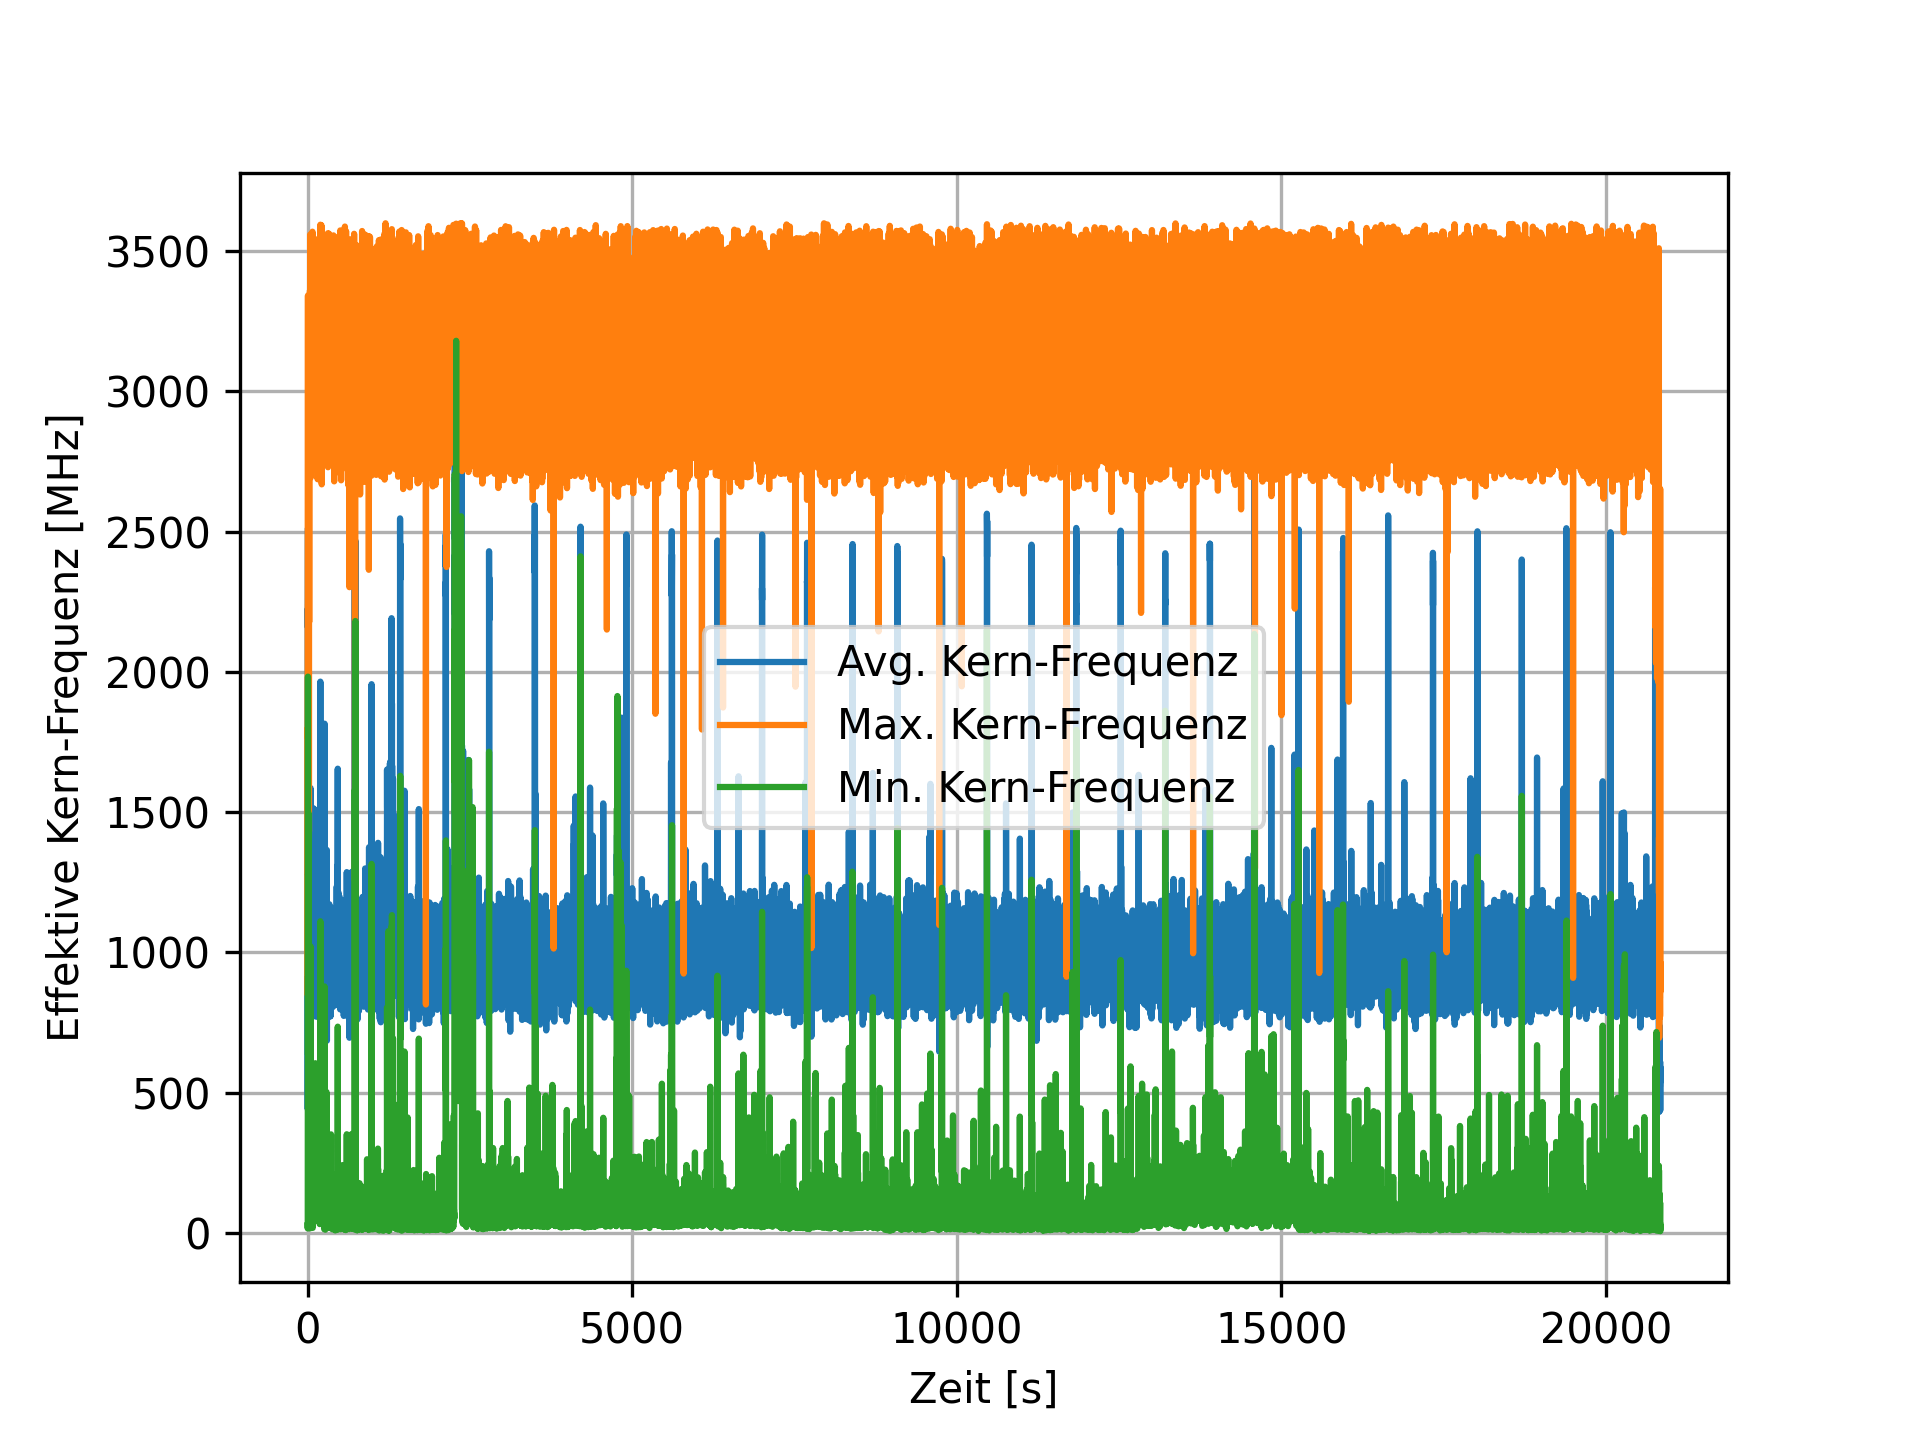 Effektive Kern-Frequenz [MHz]
3500
3000
2500
2000
1500
1000
500
0
Avg. Kern-Frequenz
Max. Kern-Frequenz
Min. Kern-Frequenz
0 5000 10000 15000 20000
Zeit [s]